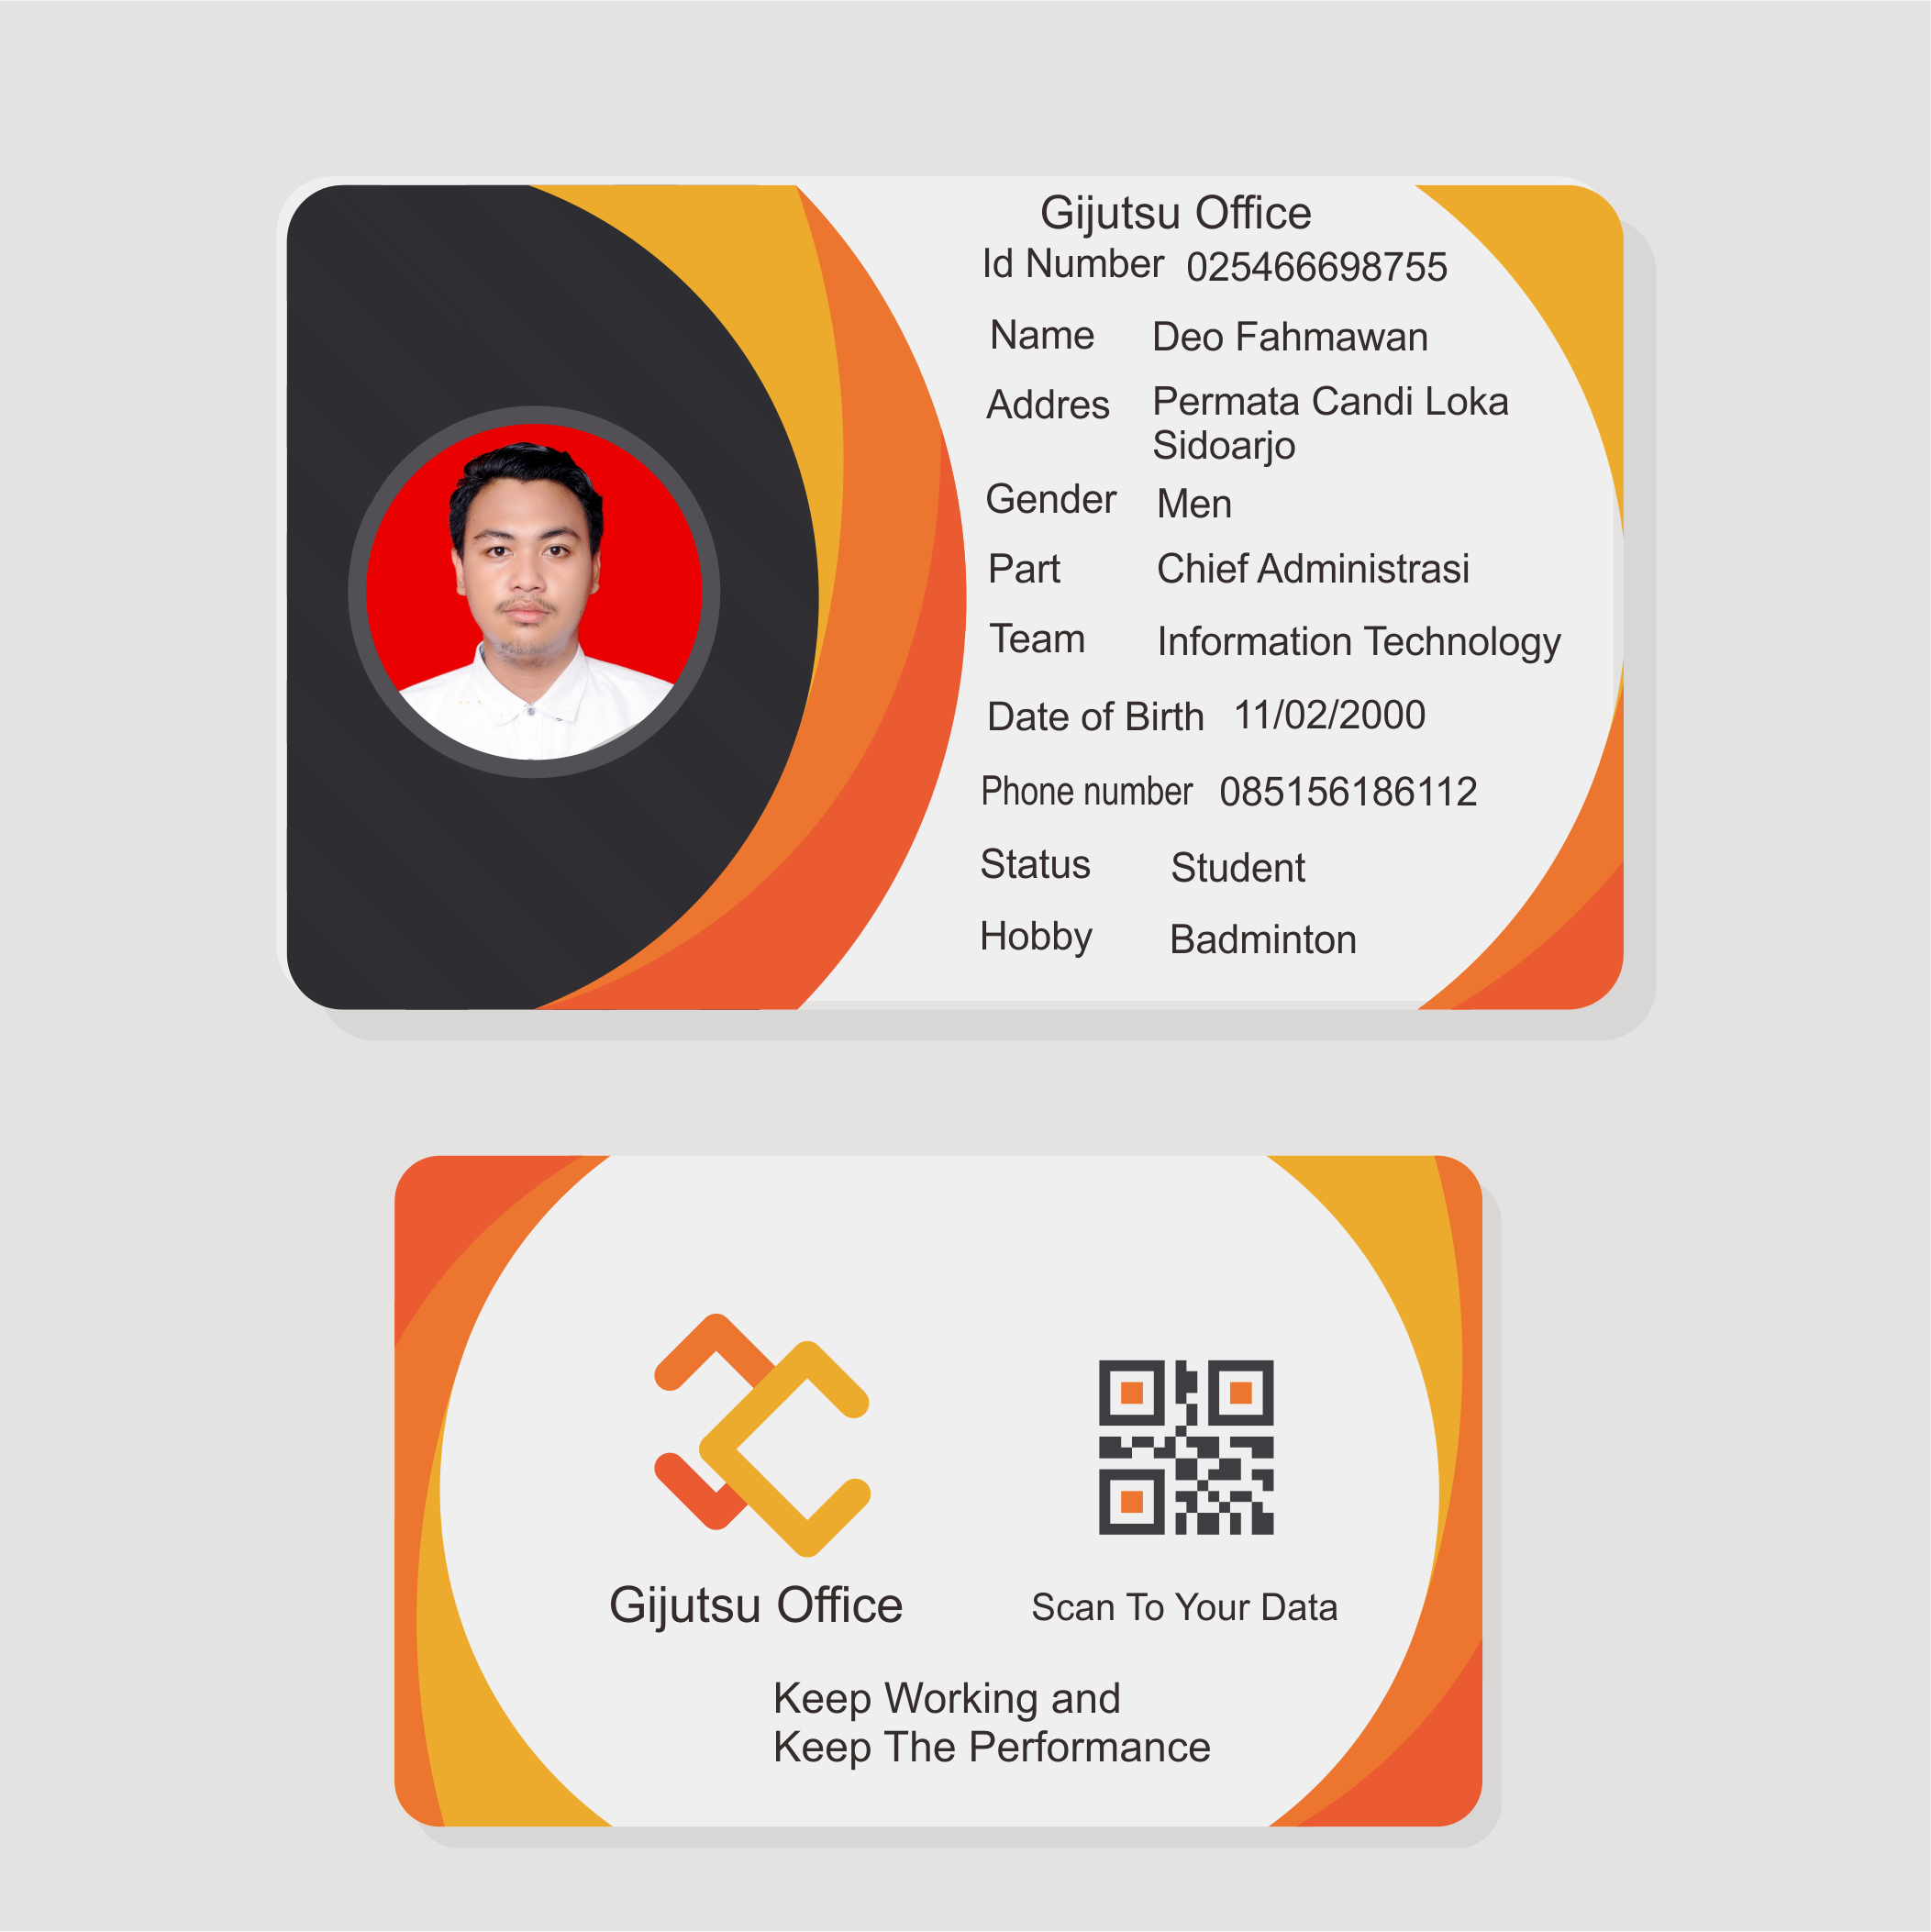 Gijutsu Office
Id Number 025466698755
Name Deo Fahmawan
Addres Permata Candi Loka
Sidoarjo
Gender Men
Part Chief Administrasi
Team Information Technology
Date of Birth 11/02/2000
Phone number 085156186112
Status Student
Hobby Badminton
Gijutsu Office
Scan To Your Data
Keep Working and
Keep The Performance